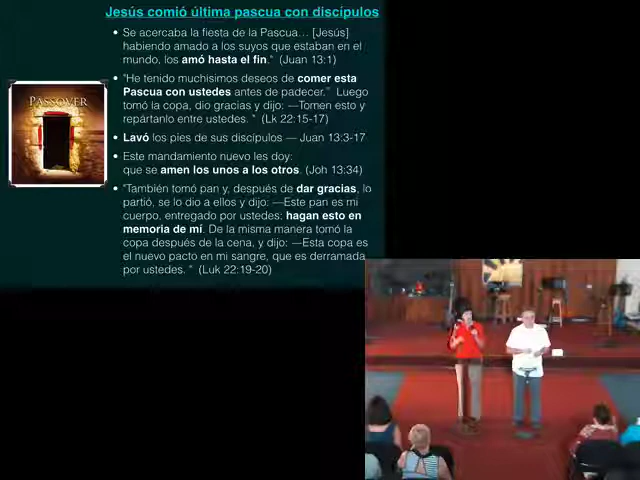 Jesús comió última pascua con discípulos
• Se acercaba la fiesta de la Pascua… [Jesús]
habiendo amado a los suyos que estaban en el
mundo, los amó hasta el fin." (Juan 13:1)
• "He tenido muchísimos deseos de comer esta
Pascua con ustedes antes de padecer." Luego
tomó la copa, dio gracias y dijo: —Tomen esto y
repártanlo entre ustedes. " (Lk 22:15-17)
PASSOVER
• Lavó los pies de sus discípulos — Juan 13:3-17
• Este mandamiento nuevo les doy:
que se amen los unos a los otros. (Joh 13:34)
• "También tomó pan y, después de dar gracias, lo
partió, se lo dio a ellos y dijo: —Este pan es mi
cuerpo, entregado por ustedes; hagan esto en
memoria de mí. De la misma manera tomó la
copa después de la cena, y dijo: —Esta copa es
el nuevo pacto en mi sangre, que es derramada
por ustedes. " (Luk 22:19-20)